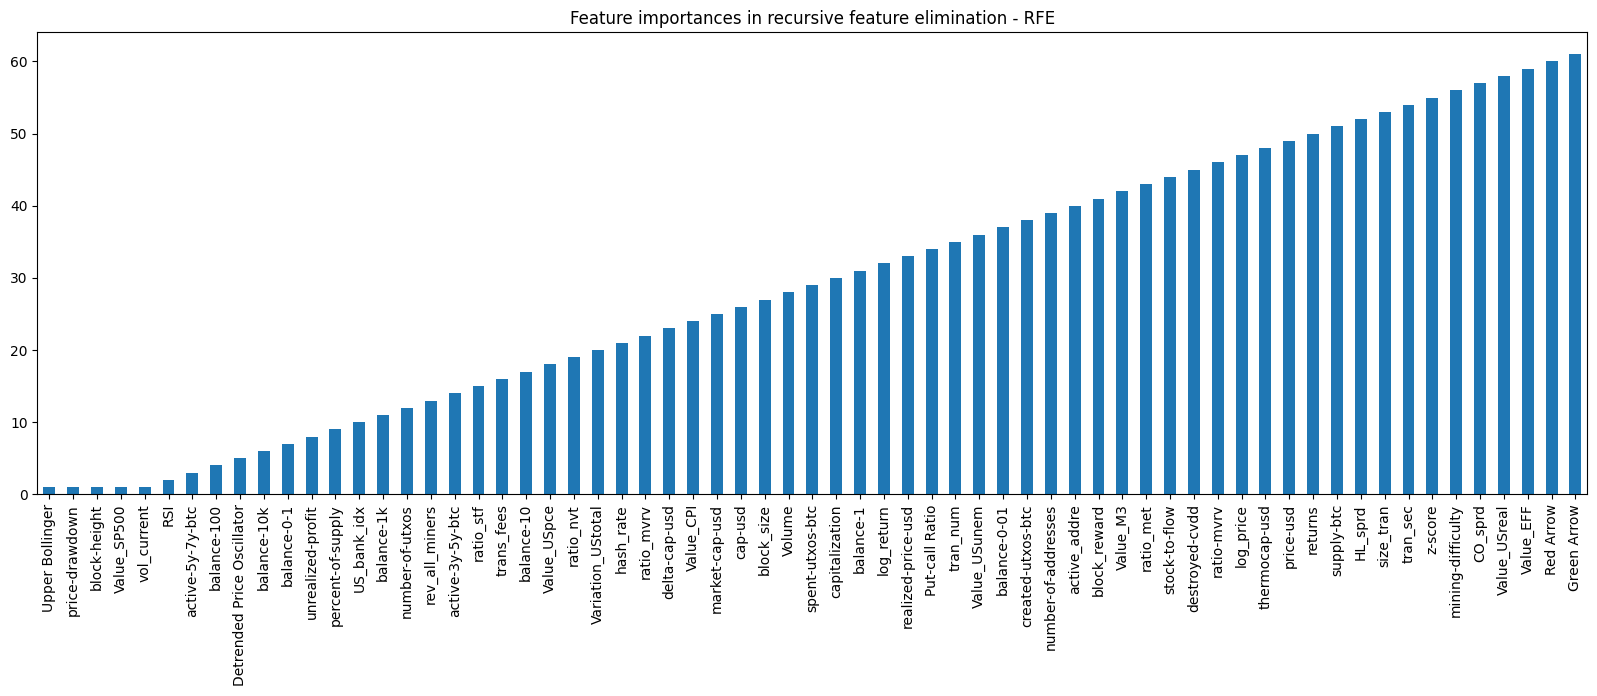 Feature importances in recursive feature elimination - RFE
60
50
40
30
20
10
0
Upper Bollinger
price-drawdown
block-height
Value_SP500
vol_current
RSI
active-5y-7y-btc
balance-100
Detrended Price Oscillator
balance-10k
balance-0-1
unrealized-profit
percent-of-supply
US_bank_idx
balance-1k
number-of-utxos
rev_all_miners
active-3y-5y-btc
ratio_stf
trans_fees
balance-10
Value_USpce
ratio_nvt
Variation_UStotal
hash_rate
ratio_mvrv
delta-cap-usd
Value_CPI
market-cap-usd
cap-usd
block_size
Volume
spent-utxos-btc
capitalization
balance-1
log_return
realized-price-usd
Put-call Ratio
tran_num
Value_USunem
balance-0-01
created-utxos-btc
number-of-addresses
active_addre
block_reward
Value_M3
ratio_met
stock-to-flow
destroyed-cvdd
ratio-mvrv
log_price
thermocap-usd
price-usd
returns
supply-btc
HL_sprd
size_tran
tran_sec
z-score
mining-difficulty
CO_sprd
Value_USreal
Value_EFF
Red Arrow
Green Arrow